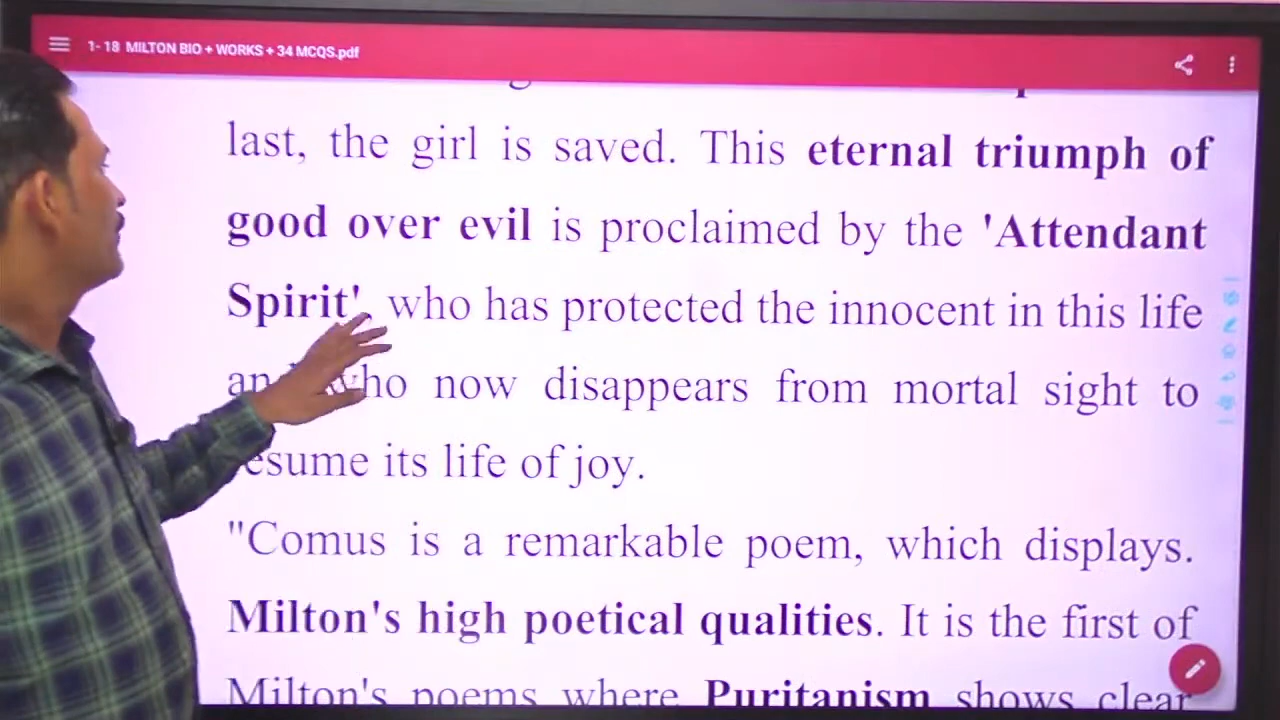 1- 18 MILTON BIO + WORKS + 34 MCQS.pdf
last, the girl is saved. This eternal triumph of
good over evil is proclaimed by the 'Attendant
Spirit', who has protected the innocent in this life
who now disappears from mortal sight to
its life of joy.
"Comus is a remarkable poem, which displays.
Milton's high poetical qualities. It is the first of
Milton's poems where Puritanism shows clear